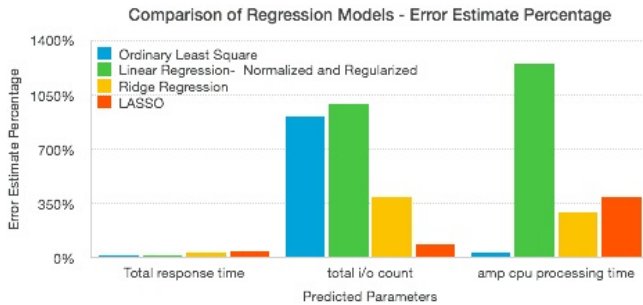 Comparison of Regression Models - Error Estimate Percentage
Error Estimate Percentage
1400%
1050%
700%
350%
0%
Ordinary Least Square
Linear Regression- Normalized and Regularized
Ridge Regression
LASSO
Total response time
total i/o count
amp cpu processing time
Predicted Parameters